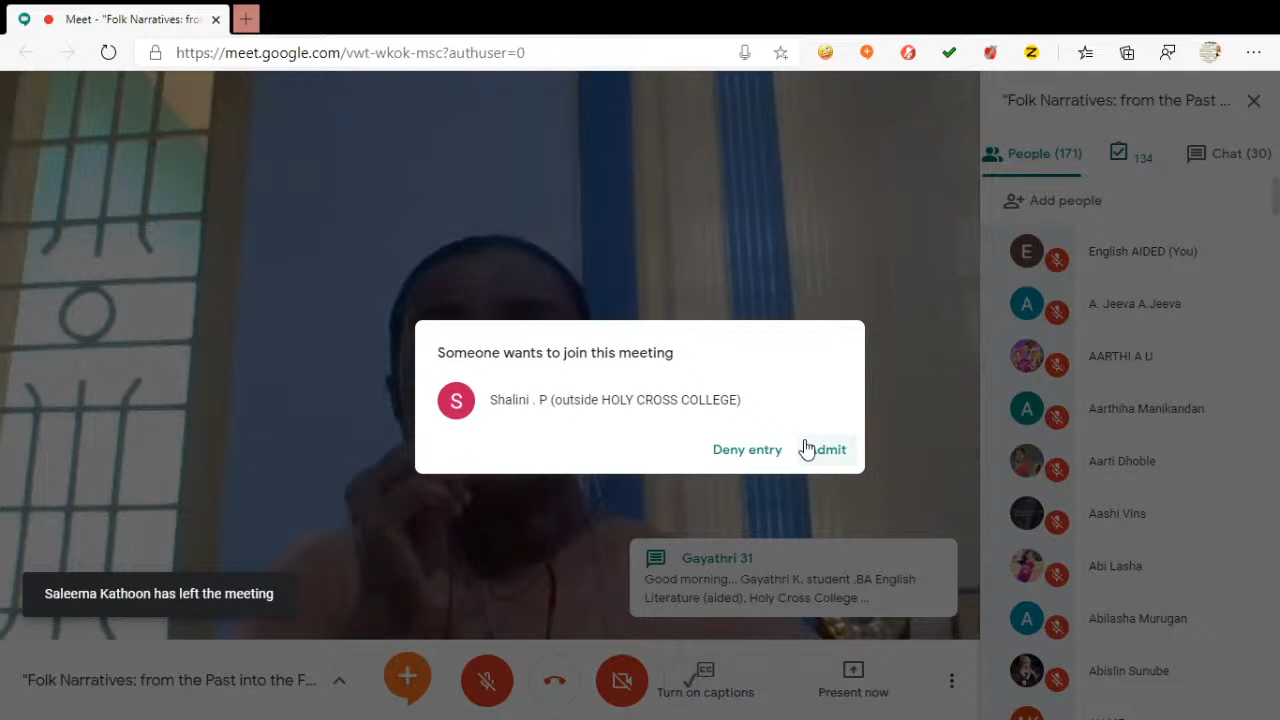 Meet - "Folk Narratives: fro
https://meet.google.com/vwt-wkok-msc?authuser=0
"Folk Narratives: from the Past ...
People (171)
134
Chat (30)
Add people
E
English AIDED (You)
A
A. Jeeva A.Jeeva
AARTHI A U
A
Aarthiha Manikandan
Aarti Dhoble
Aashi Vins
Abi Lasha
A
Abilasha Murugan
Abislin Sunube
Someone wants to join this meeting
S
Shalini . P (outside HOLY CROSS COLLEGE)
Deny entry
Gayathri 31
Good morning... Gayathri K. student .BA English
Literature (aided), Holy Cross College ...
Saleema Kathoon has left the meeting
"Folk Narratives: from the Past into the F...
CC
Turn on captions
Present now